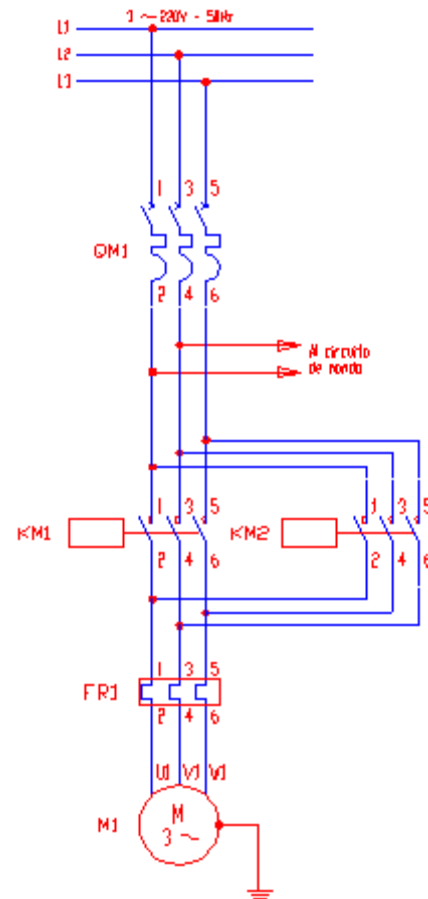 3 ~ 220V - 50Hz
L1
L2
L3
1 3 5
QM1
2 4 6
Al circuito
de mando
1 3 5
KM1
2 4 6
1 3 5
KM2
2 4 6
1 3 5
FR1
2 4 6
U1 V1 W1
M1
M
3 ~